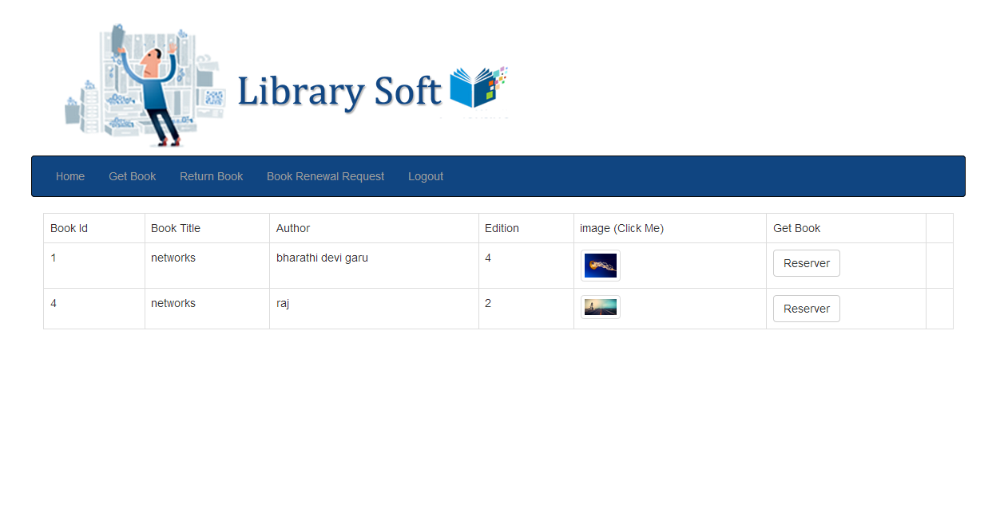 Library Soft
Home Get Book Return Book Book Renewal Request Logout
Book Id Book Title Author Edition image (Click Me) Get Book
1 networks bharathi devi garu 4 Reserver
4 networks raj 2 Reserver